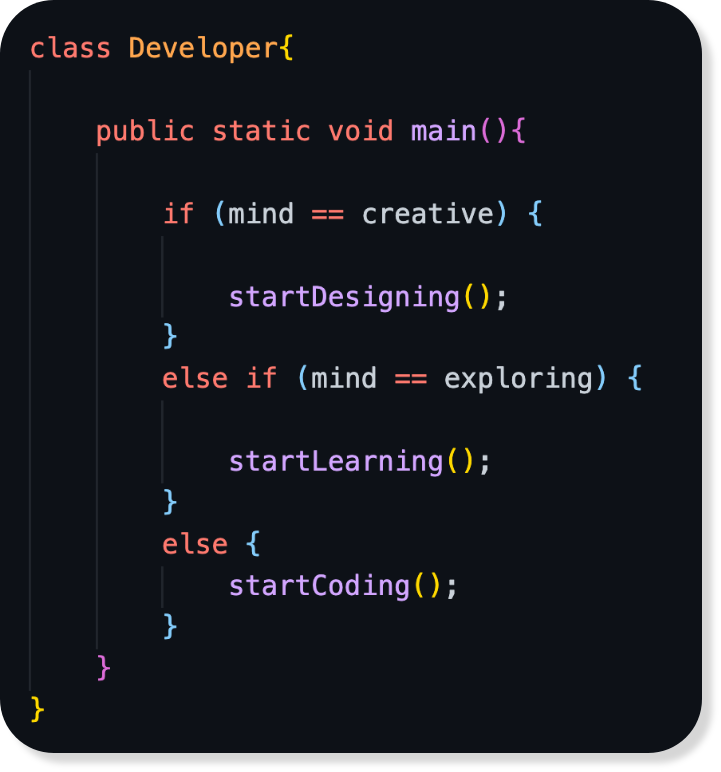 class Developer{
public static void main(){
if (mind == creative) {
startDesigning();
}
else if (mind == exploring) {
startLearning();
}
else {
startCoding();
}
}
}